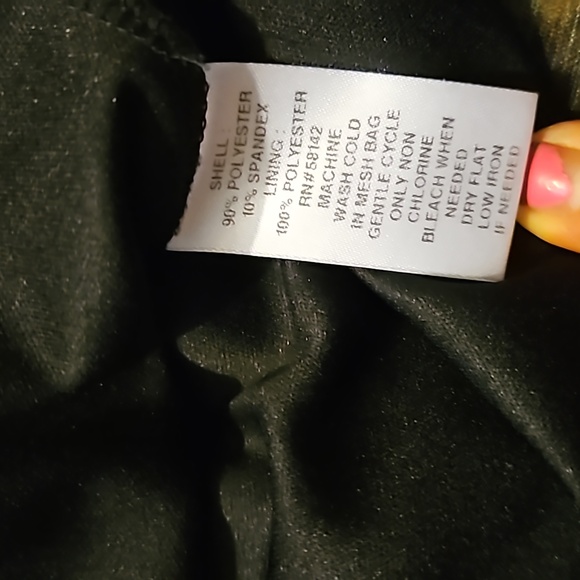 SHELL :
90% POLYESTER
10% SPANDEX
LINING :
100% POLYESTER
RN#58142
MACHINE
WASH COLD
IN MESH BAG
GENTLE CYCLE
ONLY NON
CHLORINE
BLEACH WHEN
NEEDED
DRY FLAT
LOW IRON
IF NEEDED